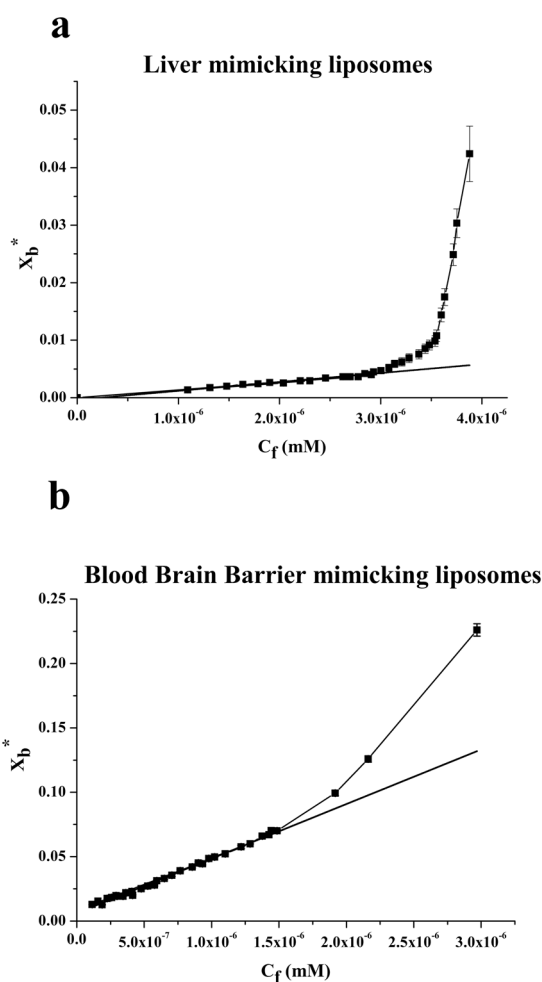 a
Liver mimicking liposomes
0.05
0.04
0.03
0.02
0.01
0.00
X_b*
0.0 1.0x10⁻⁶ 2.0x10⁻⁶ 3.0x10⁻⁶ 4.0x10⁻⁶
C_f (mM)
b
Blood Brain Barrier mimicking liposomes
0.25
0.20
0.15
0.10
0.05
0.00
X_b*
0.0 5.0x10⁻⁷ 1.0x10⁻⁶ 1.5x10⁻⁶ 2.0x10⁻⁶ 2.5x10⁻⁶ 3.0x10⁻⁶
C_f (mM)